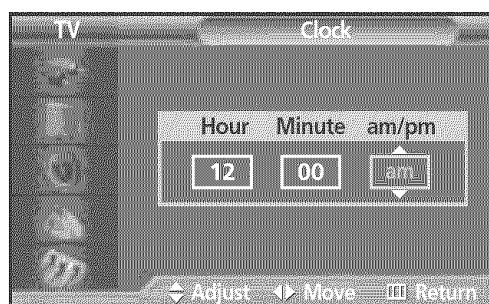 TV Clock
Hour Minute am/pm
12 00 am
Adjust Move Return